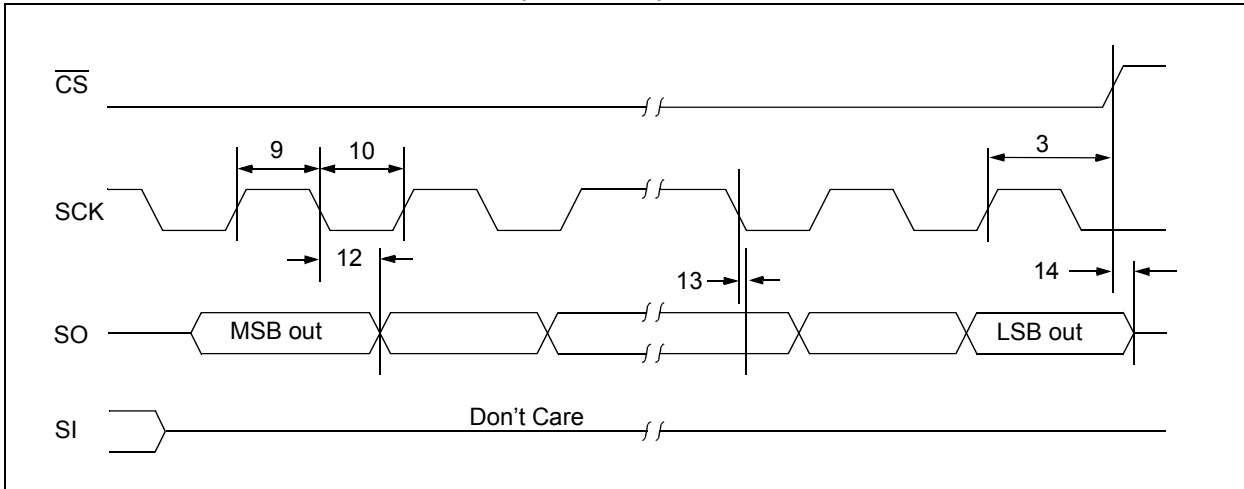 CS
9
10
3
SCK
12
13
14
SO
MSB out
LSB out
SI
Don't Care